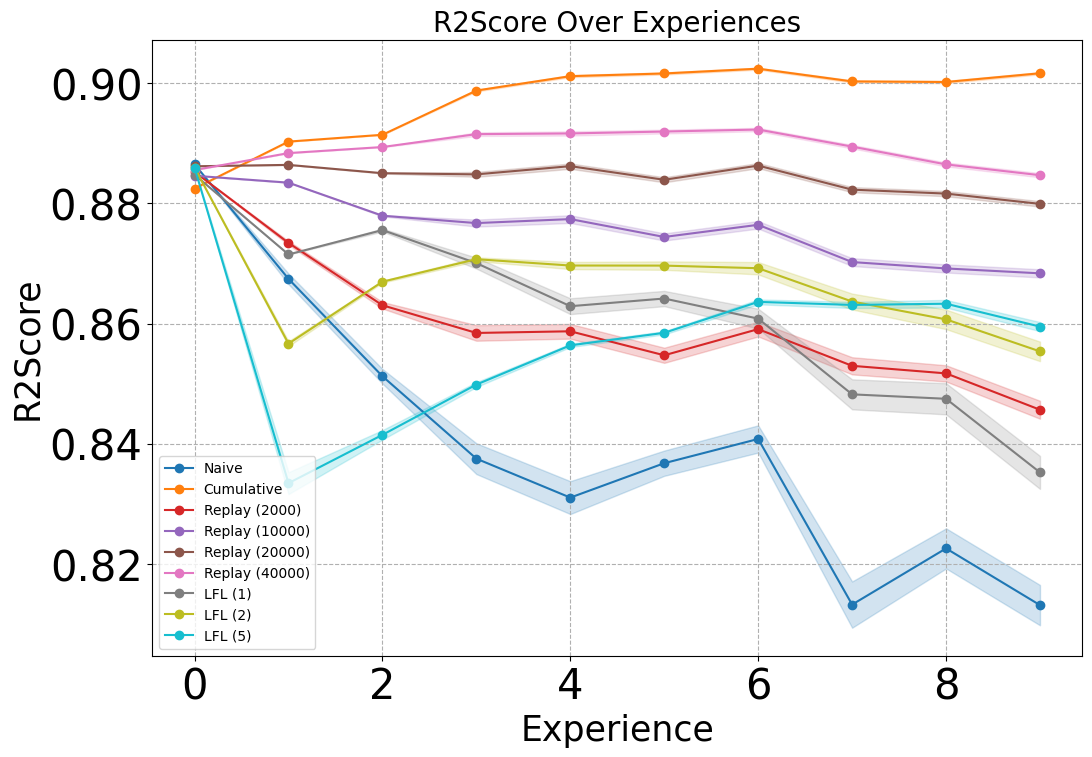 R2Score Over Experiences
R2Score
0.90
0.88
0.86
0.84
0.82
Naive
Cumulative
Replay (2000)
Replay (10000)
Replay (20000)
Replay (40000)
LFL (1)
LFL (2)
LFL (5)
0 2 4 6 8
Experience